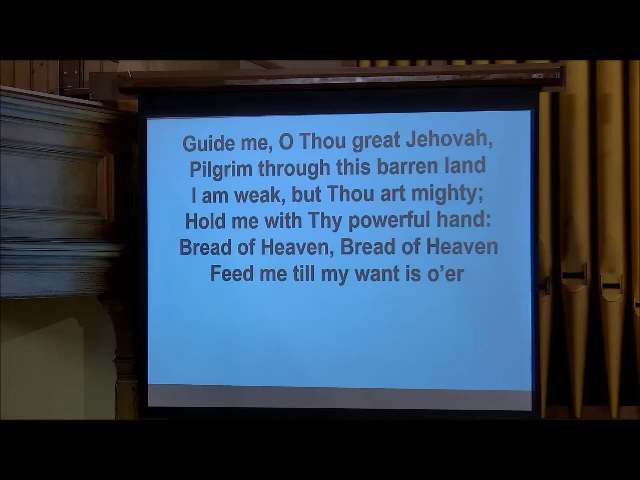 Guide me, O Thou great Jehovah,
Pilgrim through this barren land
I am weak, but Thou art mighty;
Hold me with Thy powerful hand:
Bread of Heaven, Bread of Heaven
Feed me till my want is o’er